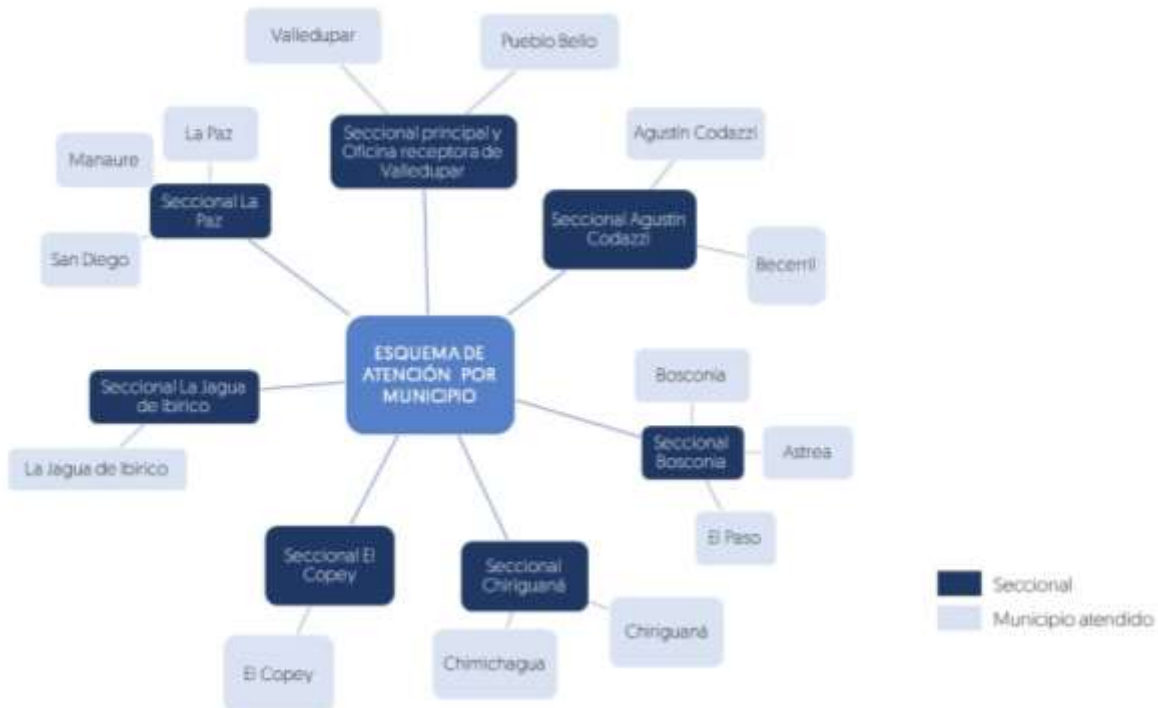 Valledupar
Pueblo Bello
Seccional principal y
Oficina receptora de
Valledupar
La Paz
Manaure
Seccional La
Paz
San Diego
Agustín Codazzi
Seccional Agustín
Codazzi
Becerril
ESQUEMA DE
ATENCIÓN POR
MUNICIPIO
Seccional La Jagua
de Ibirico
La Jagua de Ibirico
Bosconia
Seccional
Bosconia
Astrea
El Paso
Seccional El
Copey
El Copey
Seccional
Chiriguaná
Chiriguaná
Chimichagua
Seccional
Municipio atendido